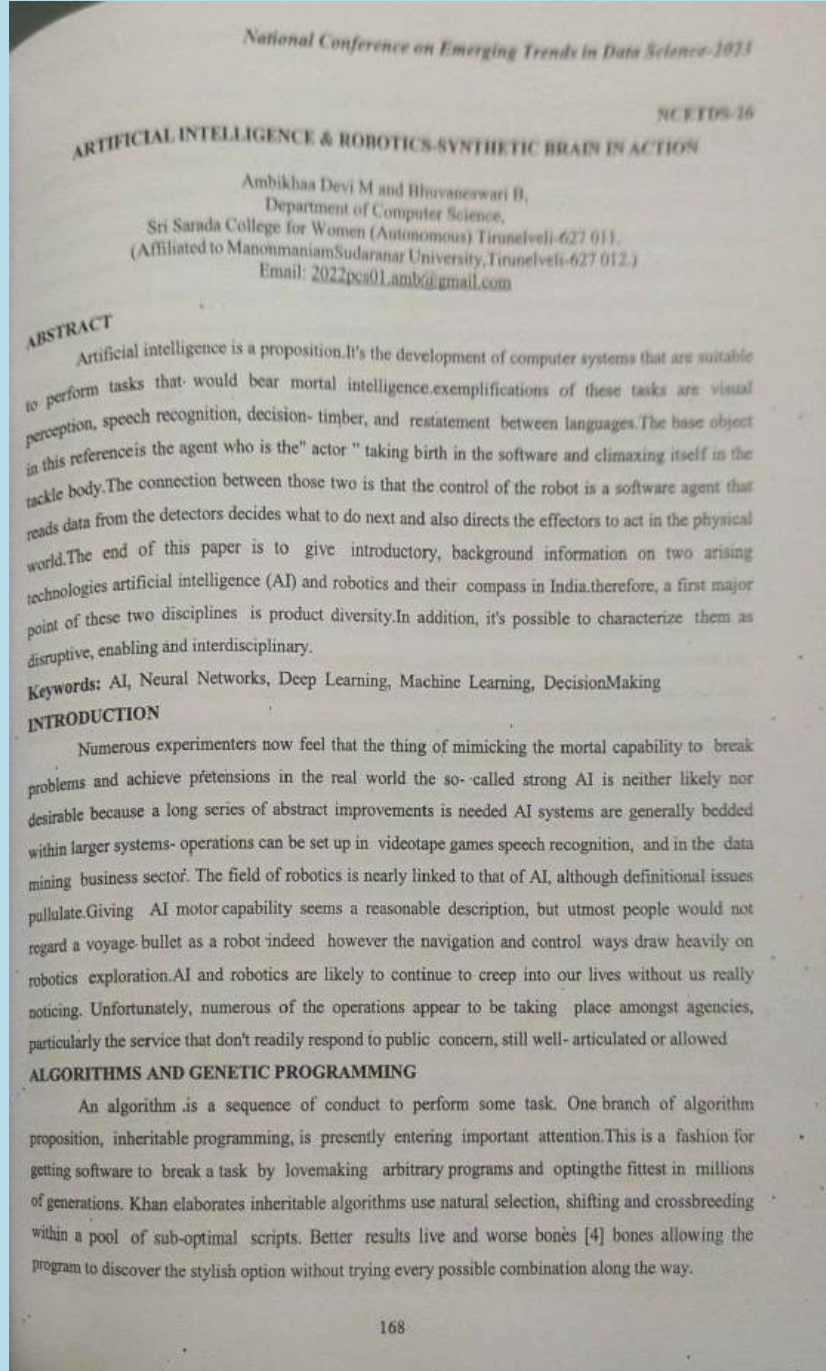 National Conference on Emerging Trends in Data Science-2023
NCETDS-26
ARTIFICIAL INTELLIGENCE & ROBOTICS-SYNTHETIC BRAIN IN ACTION
Ambikhaa Devi M and Bhuvaneswari B,
Department of Computer Science,
Sri Sarada College for Women (Autonomous) Tirunelveli-627 011.
(Affiliated to ManonmaniamSudaranar University,Tirunelveli-627 012.)
Email: 2022pcs01.amb@gmail.com
ABSTRACT
Artificial intelligence is a proposition.It's the development of computer systems that are suitable
to perform tasks that would bear mortal intelligence.exemplifications of these tasks are visual
perception, speech recognition, decision- timber, and restatement between languages.The base object
in this referenceis the agent who is the" actor " taking birth in the software and climaxing itself in the
tackle body.The connection between those two is that the control of the robot is a software agent that
reads data from the detectors decides what to do next and also directs the effectors to act in the physical
world.The end of this paper is to give introductory, background information on two arising
technologies artificial intelligence (AI) and robotics and their compass in India.therefore, a first major
point of these two disciplines is product diversity.In addition, it's possible to characterize them as
disruptive, enabling and interdisciplinary.
Keywords: AI, Neural Networks, Deep Learning, Machine Learning, DecisionMaking
INTRODUCTION
Numerous experimenters now feel that the thing of mimicking the mortal capability to break
problems and achieve pretensions in the real world the so- called strong AI is neither likely nor
desirable because a long series of abstract improvements is needed AI systems are generally bedded
within larger systems- operations can be set up in videotape games speech recognition, and in the data
mining business sector. The field of robotics is nearly linked to that of AI, although definitional issues
pullulate.Giving AI motor capability seems a reasonable description, but utmost people would not
regard a voyage bullet as a robot indeed however the navigation and control ways draw heavily on
robotics exploration.AI and robotics are likely to continue to creep into our lives without us really
noticing. Unfortunately, numerous of the operations appear to be taking place amongst agencies,
particularly the service that don't readily respond to public concern, still well- articulated or allowed
ALGORITHMS AND GENETIC PROGRAMMING
An algorithm .is a sequence of conduct to perform some task. One branch of algorithm
proposition, inheritable programming, is presently entering important attention.This is a fashion for
getting software to break a task by lovemaking arbitrary programs and optingthe fittest in millions
of generations. Khan elaborates inheritable algorithms use natural selection, shifting and crossbreeding
within a pool of sub-optimal scripts. Better results live and worse bones [4] bones allowing the
program to discover the stylish option without trying every possible combination along the way.
168